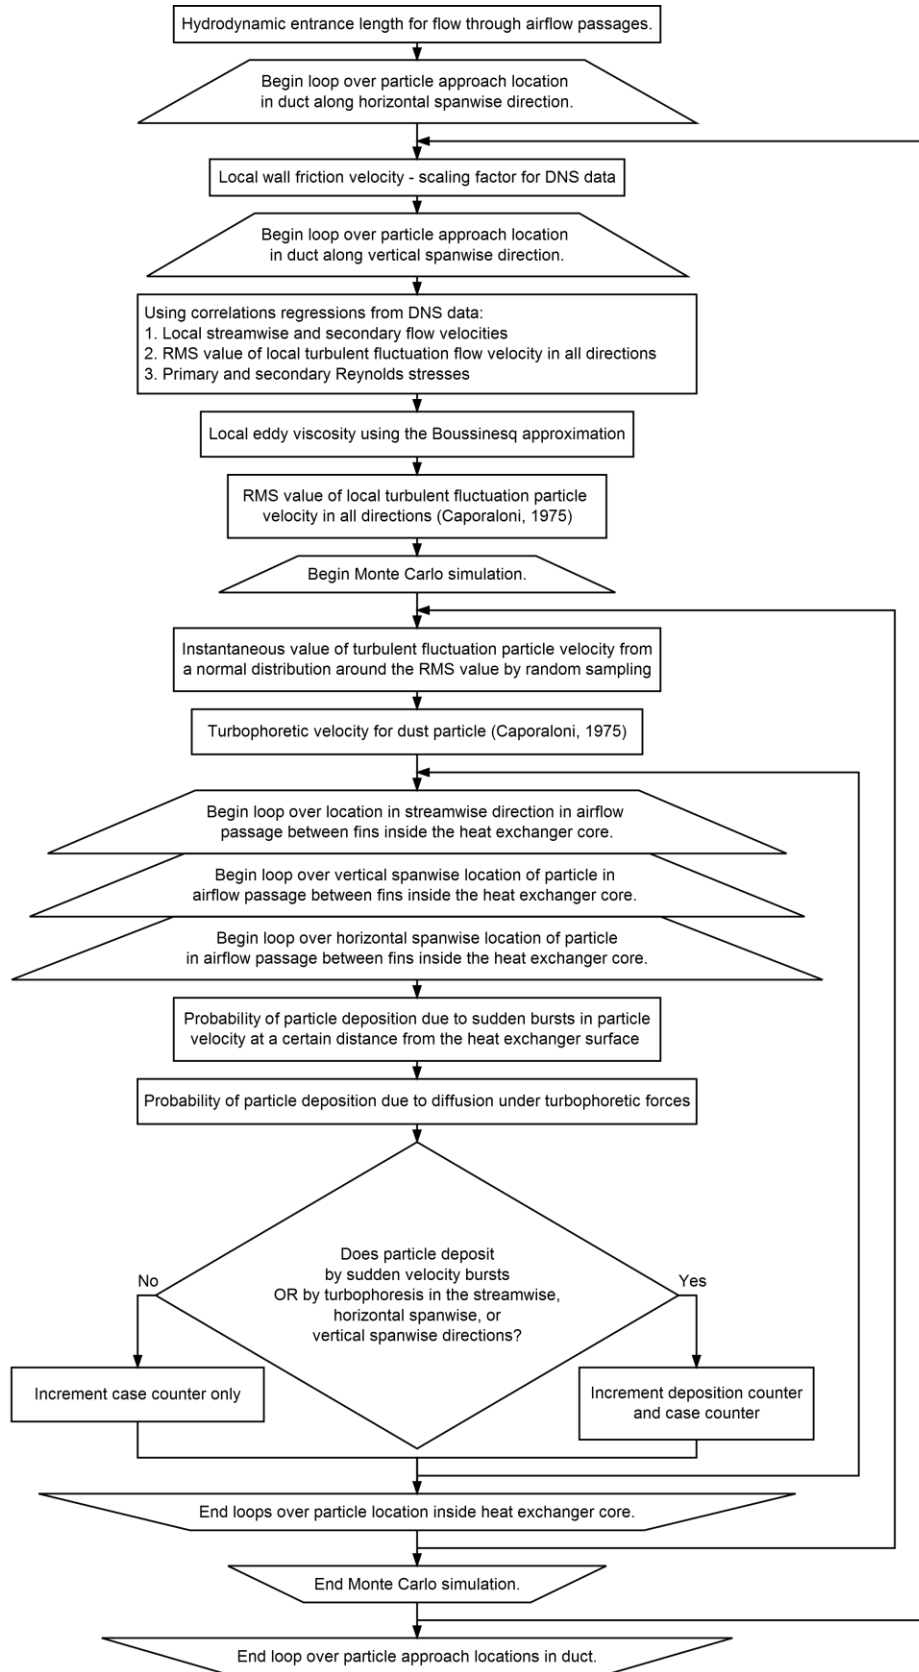 Hydrodynamic entrance length for flow through airflow passages.
Begin loop over particle approach location
in duct along horizontal spanwise direction.
Local wall friction velocity - scaling factor for DNS data
Begin loop over particle approach location
in duct along vertical spanwise direction.
Using correlations regressions from DNS data:
1. Local streamwise and secondary flow velocities
2. RMS value of local turbulent fluctuation flow velocity in all directions
3. Primary and secondary Reynolds stresses
Local eddy viscosity using the Boussinesq approximation
RMS value of local turbulent fluctuation particle
velocity in all directions (Caporaloni, 1975)
Begin Monte Carlo simulation.
Instantaneous value of turbulent fluctuation particle velocity from
a normal distribution around the RMS value by random sampling
Turbophoretic velocity for dust particle (Caporaloni, 1975)
Begin loop over location in streamwise direction in airflow
passage between fins inside the heat exchanger core.
Begin loop over vertical spanwise location of particle in
airflow passage between fins inside the heat exchanger core.
Begin loop over horizontal spanwise location of particle
in airflow passage between fins inside the heat exchanger core.
Probability of particle deposition due to sudden bursts in particle
velocity at a certain distance from the heat exchanger surface
Probability of particle deposition due to diffusion under turbophoretic forces
Does particle deposit
by sudden velocity bursts
OR by turbophoresis in the streamwise,
horizontal spanwise, or
vertical spanwise directions?
No
Yes
Increment case counter only
Increment deposition counter
and case counter
End loops over particle location inside heat exchanger core.
End Monte Carlo simulation.
End loop over particle approach locations in duct.